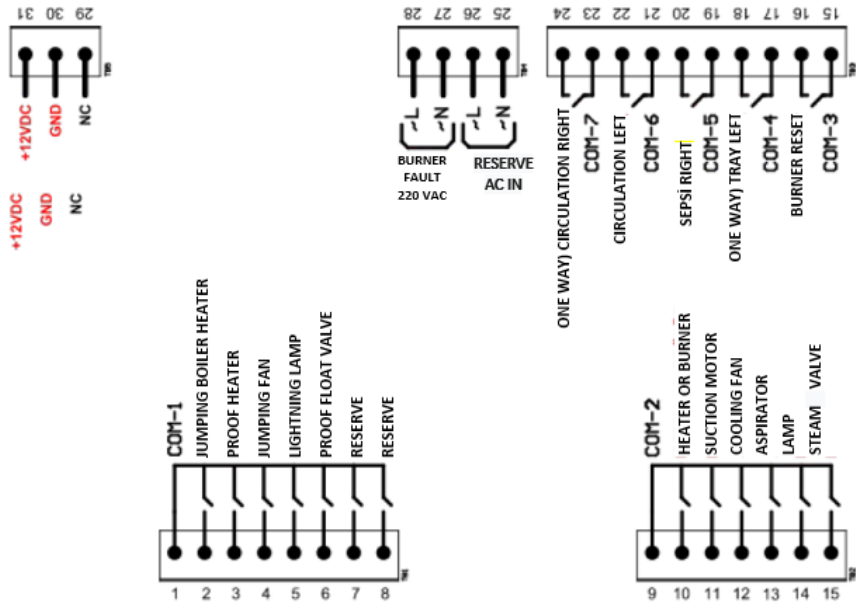 31 30 29
TB5
+12VDC
GND
NC
+12VDC
GND
NC
28 27 26 25
TB4
~L
~N
~L
~N
BURNER
FAULT
220 VAC
RESERVE
AC IN
24 23 22 21 20 19 18 17 16 15
TB3
ONE WAY) CIRCULATION RIGHT
COM-7
CIRCULATION LEFT
COM-6
SEPSİ RIGHT
COM-5
ONE WAY) TRAY LEFT
COM-4
BURNER RESET
COM-3
COM-1
JUMPING BOILER HEATER
PROOF HEATER
JUMPING FAN
LIGHTNING LAMP
PROOF FLOAT VALVE
RESERVE
RESERVE
TB1
1 2 3 4 5 6 7 8
COM-2
HEATER OR BURNER
SUCTION MOTOR
COOLING FAN
ASPIRATOR
LAMP
STEAM VALVE
TB2
9 10 11 12 13 14 15